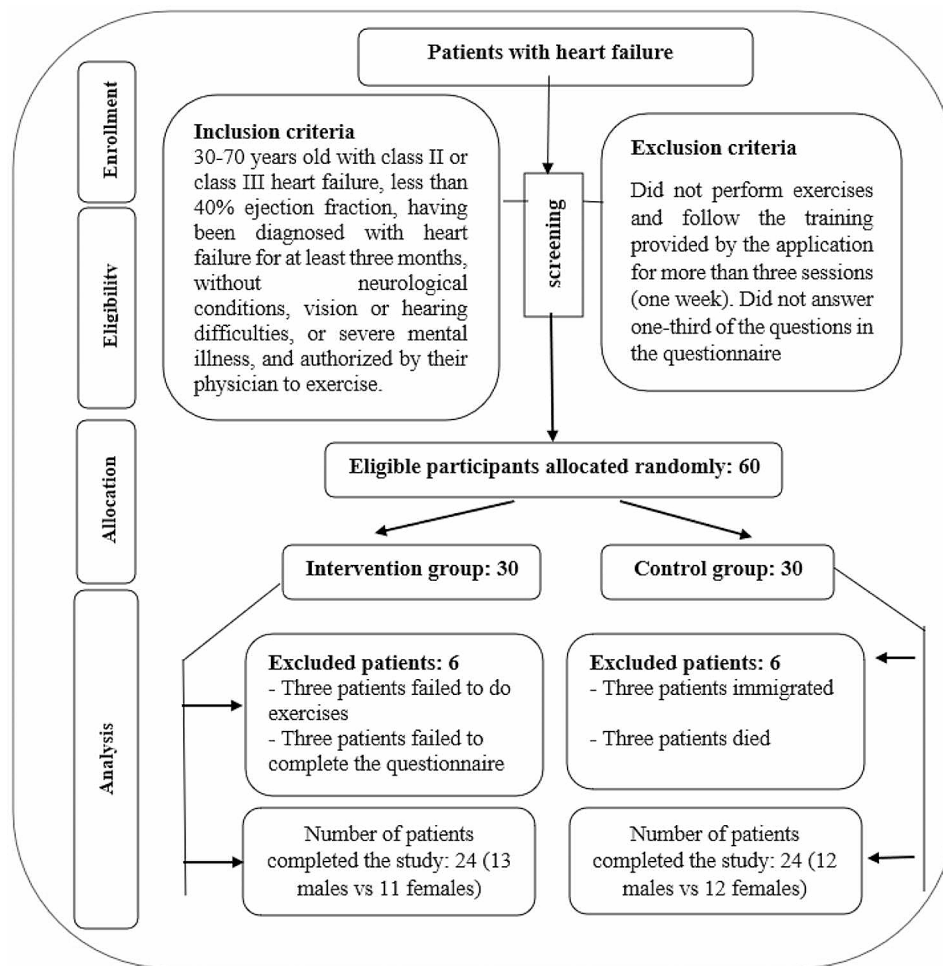 Patients with heart failure
Enrollment
Inclusion criteria
30-70 years old with class II or
class III heart failure, less than
40% ejection fraction, having
been diagnosed with heart
failure for at least three months,
without neurological
conditions, vision or hearing
difficulties, or severe mental
illness, and authorized by their
physician to exercise.
screening
Exclusion criteria
Did not perform exercises
and follow the training
provided by the application
for more than three sessions
(one week). Did not answer
one-third of the questions in
the questionnaire
Eligibility
Eligible participants allocated randomly: 60
Allocation
Intervention group: 30
Control group: 30
Analysis
Excluded patients: 6
- Three patients failed to do
exercises
- Three patients failed to
complete the questionnaire
Excluded patients: 6
- Three patients immigrated
- Three patients died
Number of patients
completed the study: 24 (13
males vs 11 females)
Number of patients
completed the study: 24 (12
males vs 12 females)